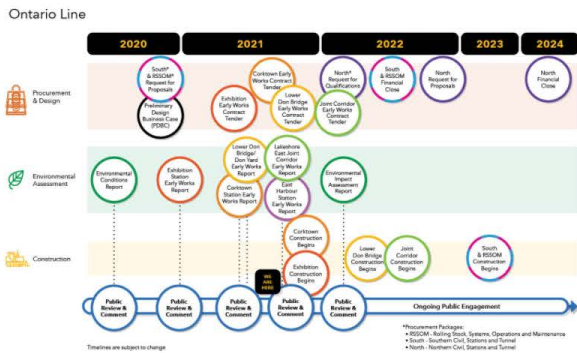 Ontario Line
2020
2021
2022
2023
2024
Procurement
& Design
South*
& RSSOM*
Request for
Proposals
Preliminary
Design
Business Case
(PDBC)
Exhibition
Early Works
Contract
Tender
Corktown Early
Works Contract
Tender
Lower
Don Bridge
Early Works
Contract
Tender
North*
Request for
Qualifications
Joint Corridor
Early Works
Contract
Tender
South
& RSSOM
Financial
Close
North
Request for
Proposals
North
Financial
Close
Environmental
Assessment
Environmental
Conditions
Report
Exhibition
Station Early
Works Report
Lower Don
Bridge/
Don Yard
Early Works
Report
Corktown
Station Early
Works Report
Lakeshore
East Joint
Corridor
Early Works
Report
East
Harbour
Station
Early Works
Report
Environmental
Impact
Assessment
Report
Construction
Corktown
Construction
Begins
Exhibition
Construction
Begins
Lower
Don Bridge
Construction
Begins
Joint
Corridor
Construction
Begins
South
& RSSOM
Construction
Begins
WE
ARE
HERE
Public
Review &
Comment
Public
Review &
Comment
Public
Review &
Comment
Public
Review &
Comment
Public
Review &
Comment
Ongoing Public Engagement
*Procurement Packages:
• RSSOM - Rolling Stock, Systems, Operations and Maintenance
• South - Southern Civil, Stations and Tunnel
• North - Northern Civil, Stations and Tunnel
Timelines are subject to change